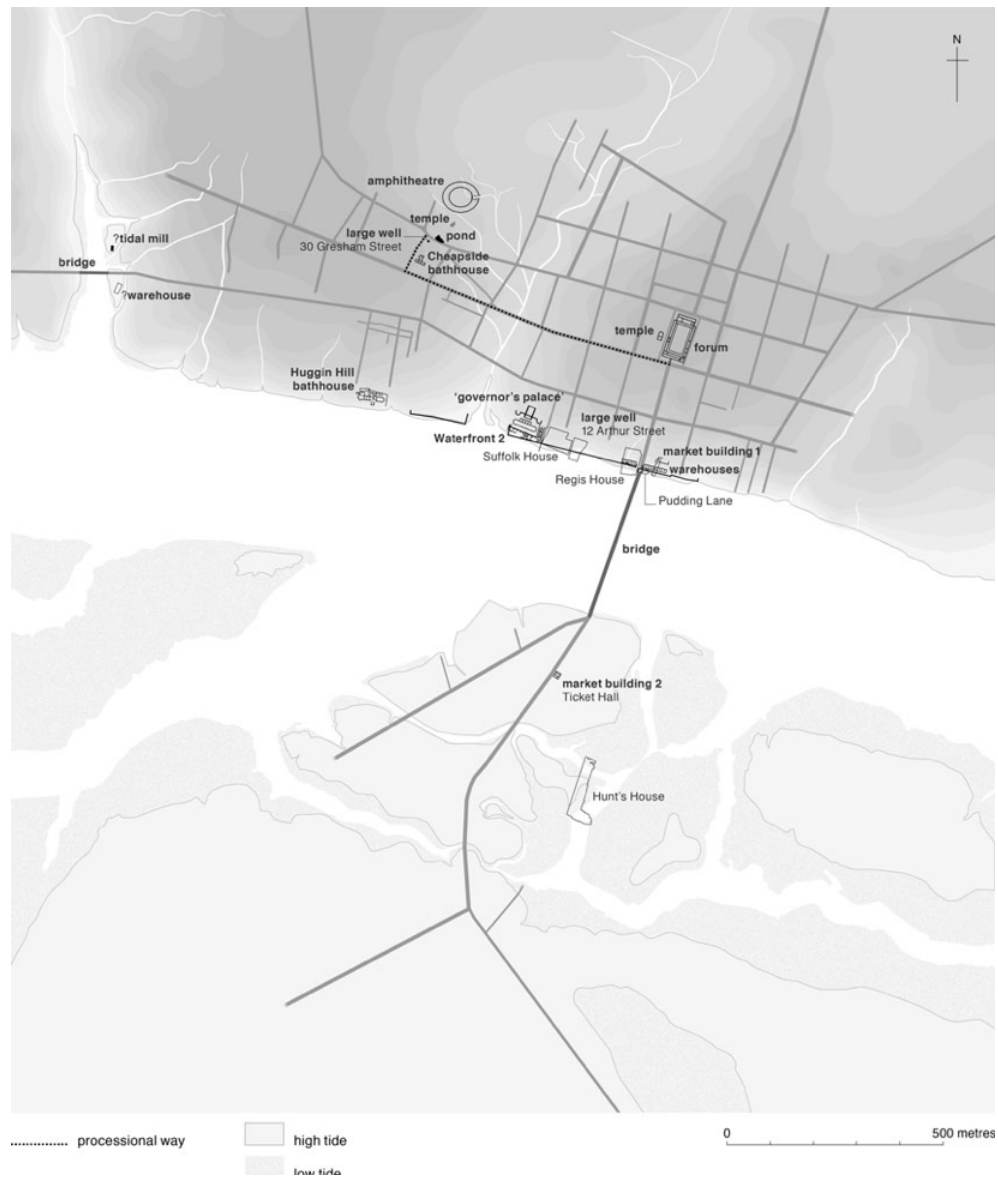 N
amphitheatre
temple
large well
30 Gresham Street
pond
Cheapside
bathhouse
?tidal mill
bridge
?warehouse
temple
forum
Huggin Hill
bathhouse
'governor's palace'
large well
12 Arthur Street
Waterfront 2
Suffolk House
market building 1
warehouses
Regis House
Pudding Lane
bridge
market building 2
Ticket Hall
Hunt's House
processional way
high tide
low tide
0
500 metres